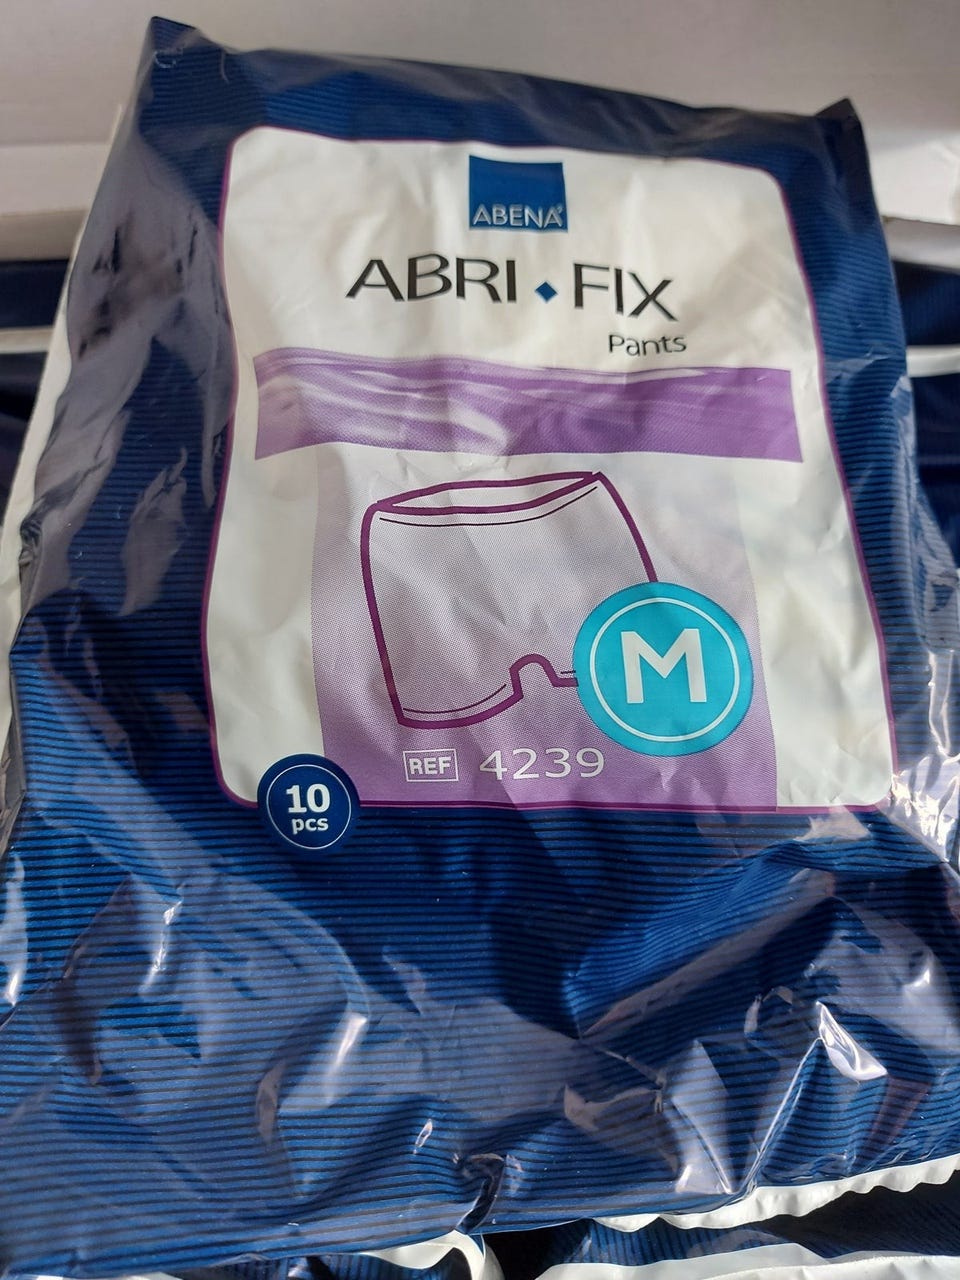 ABENA®
ABRI ◆ FIX
Pants
M
REF 4239
10
pcs